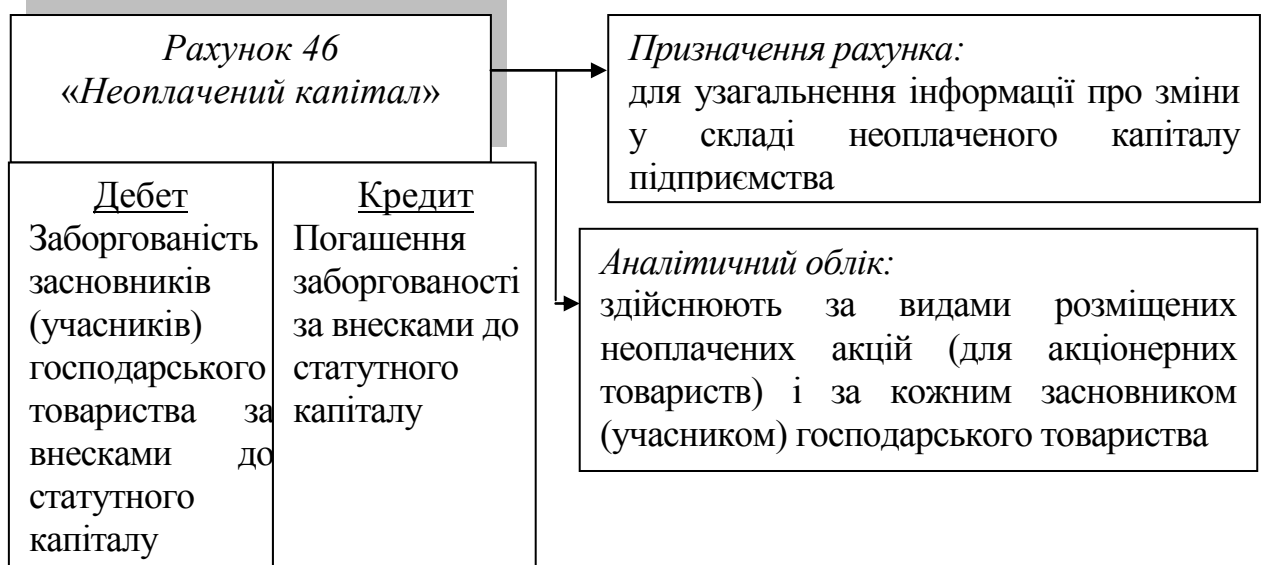 Рахунок 46
«Неоплачений капітал»
Дебет
Заборгованість
засновників
(учасників)
господарського
товариства за
внесками до
статутного
капіталу
Кредит
Погашення
заборгованості
за внесками до
статутного
капіталу
Призначення рахунка:
для узагальнення інформації про зміни
у складі неоплаченого капіталу
підприємства
Аналітичний облік:
здійснюють за видами розміщених
неоплачених акцій (для акціонерних
товариств) і за кожним засновником
(учасником) господарського товариства